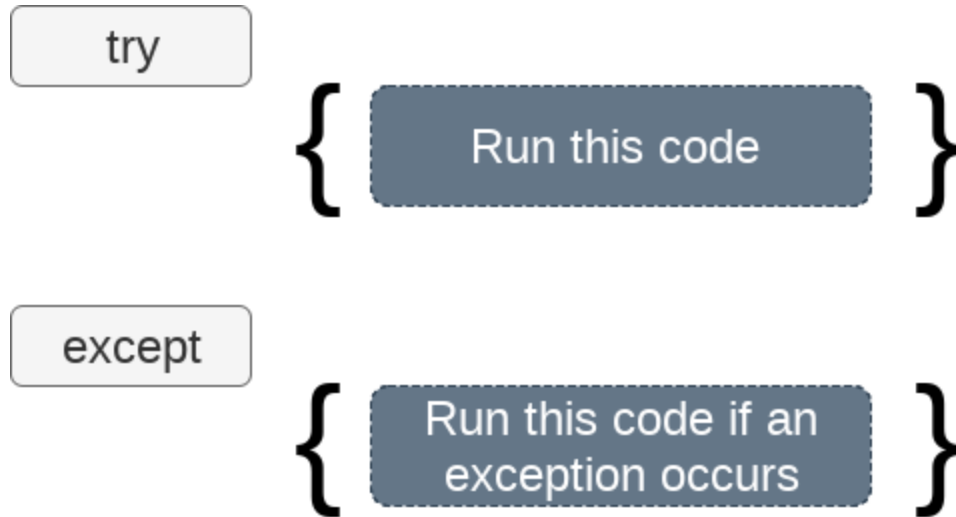 try
{ Run this code }
except
{ Run this code if an
exception occurs }